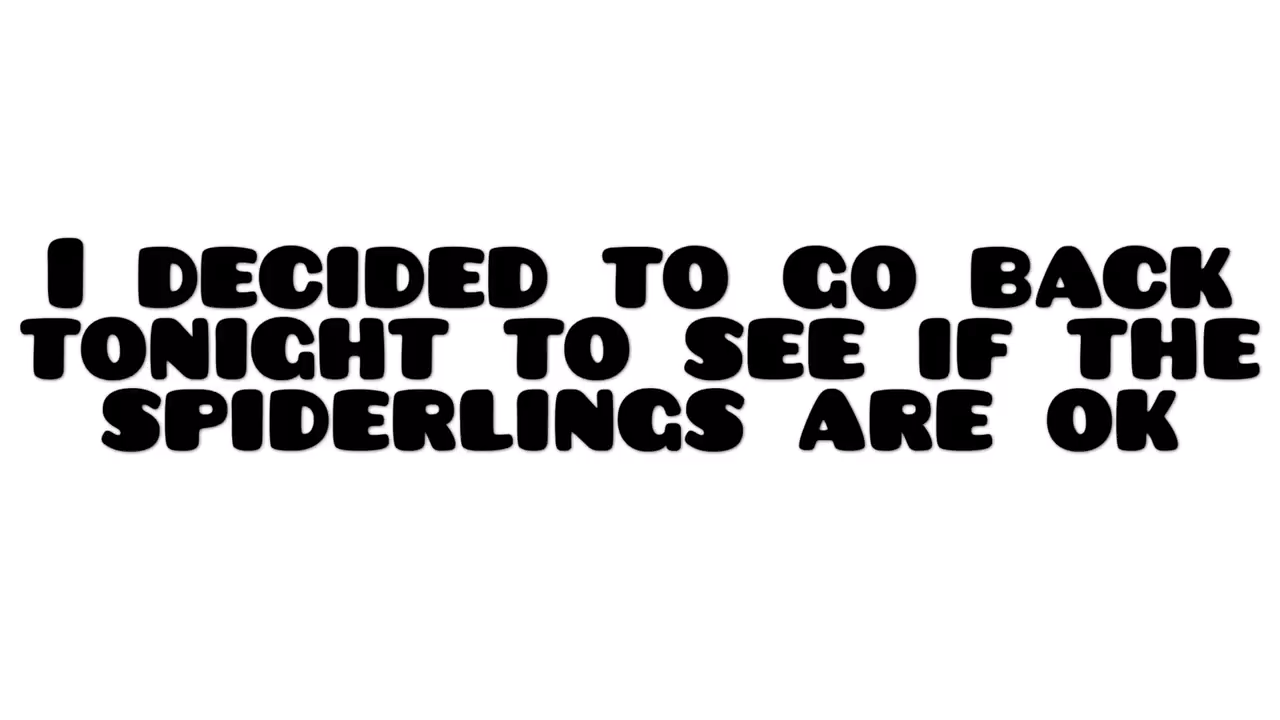 I DECIDED TO GO BACK
TONIGHT TO SEE IF THE
SPIDERLINGS ARE OK